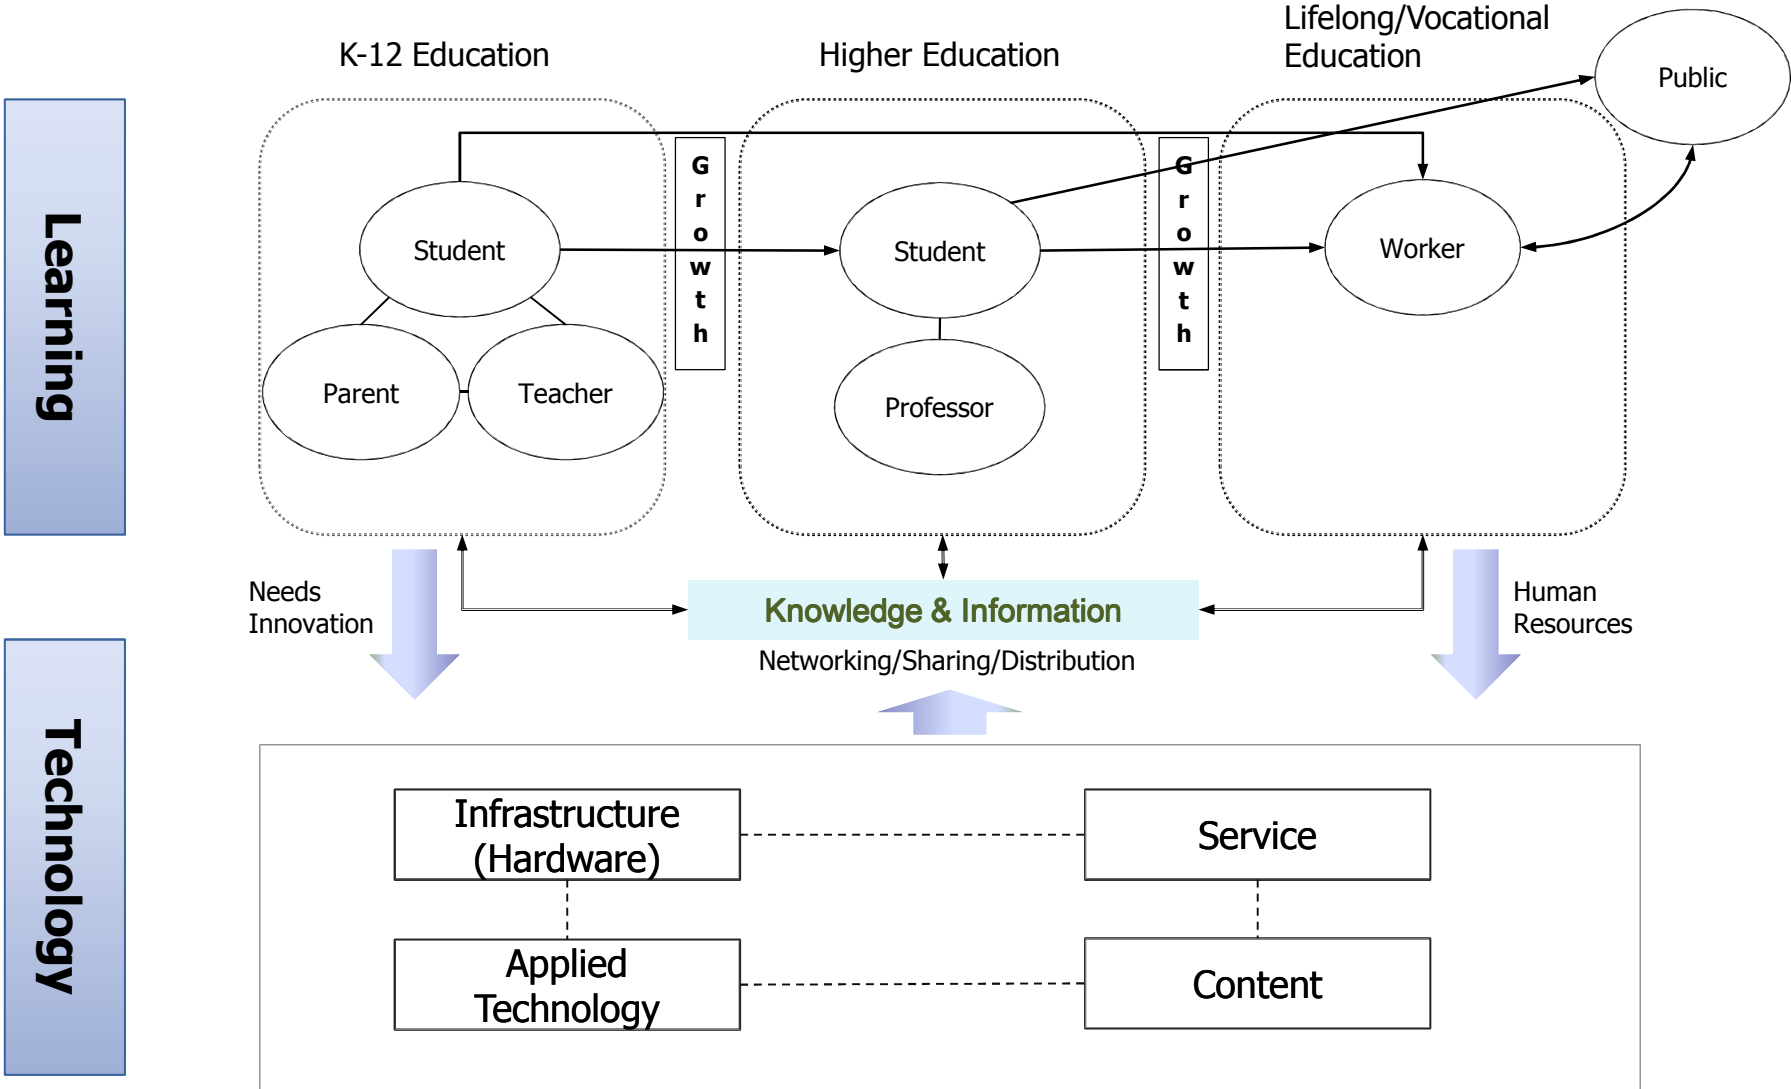 Lifelong/Vocational
Education
K-12 Education
Higher Education
Public
Learning
Growth
Growth
Student
Student
Worker
Parent
Teacher
Professor
Needs
Innovation
Knowledge & Information
Human
Resources
Networking/Sharing/Distribution
Technology
Infrastructure
(Hardware)
Service
Applied
Technology
Content